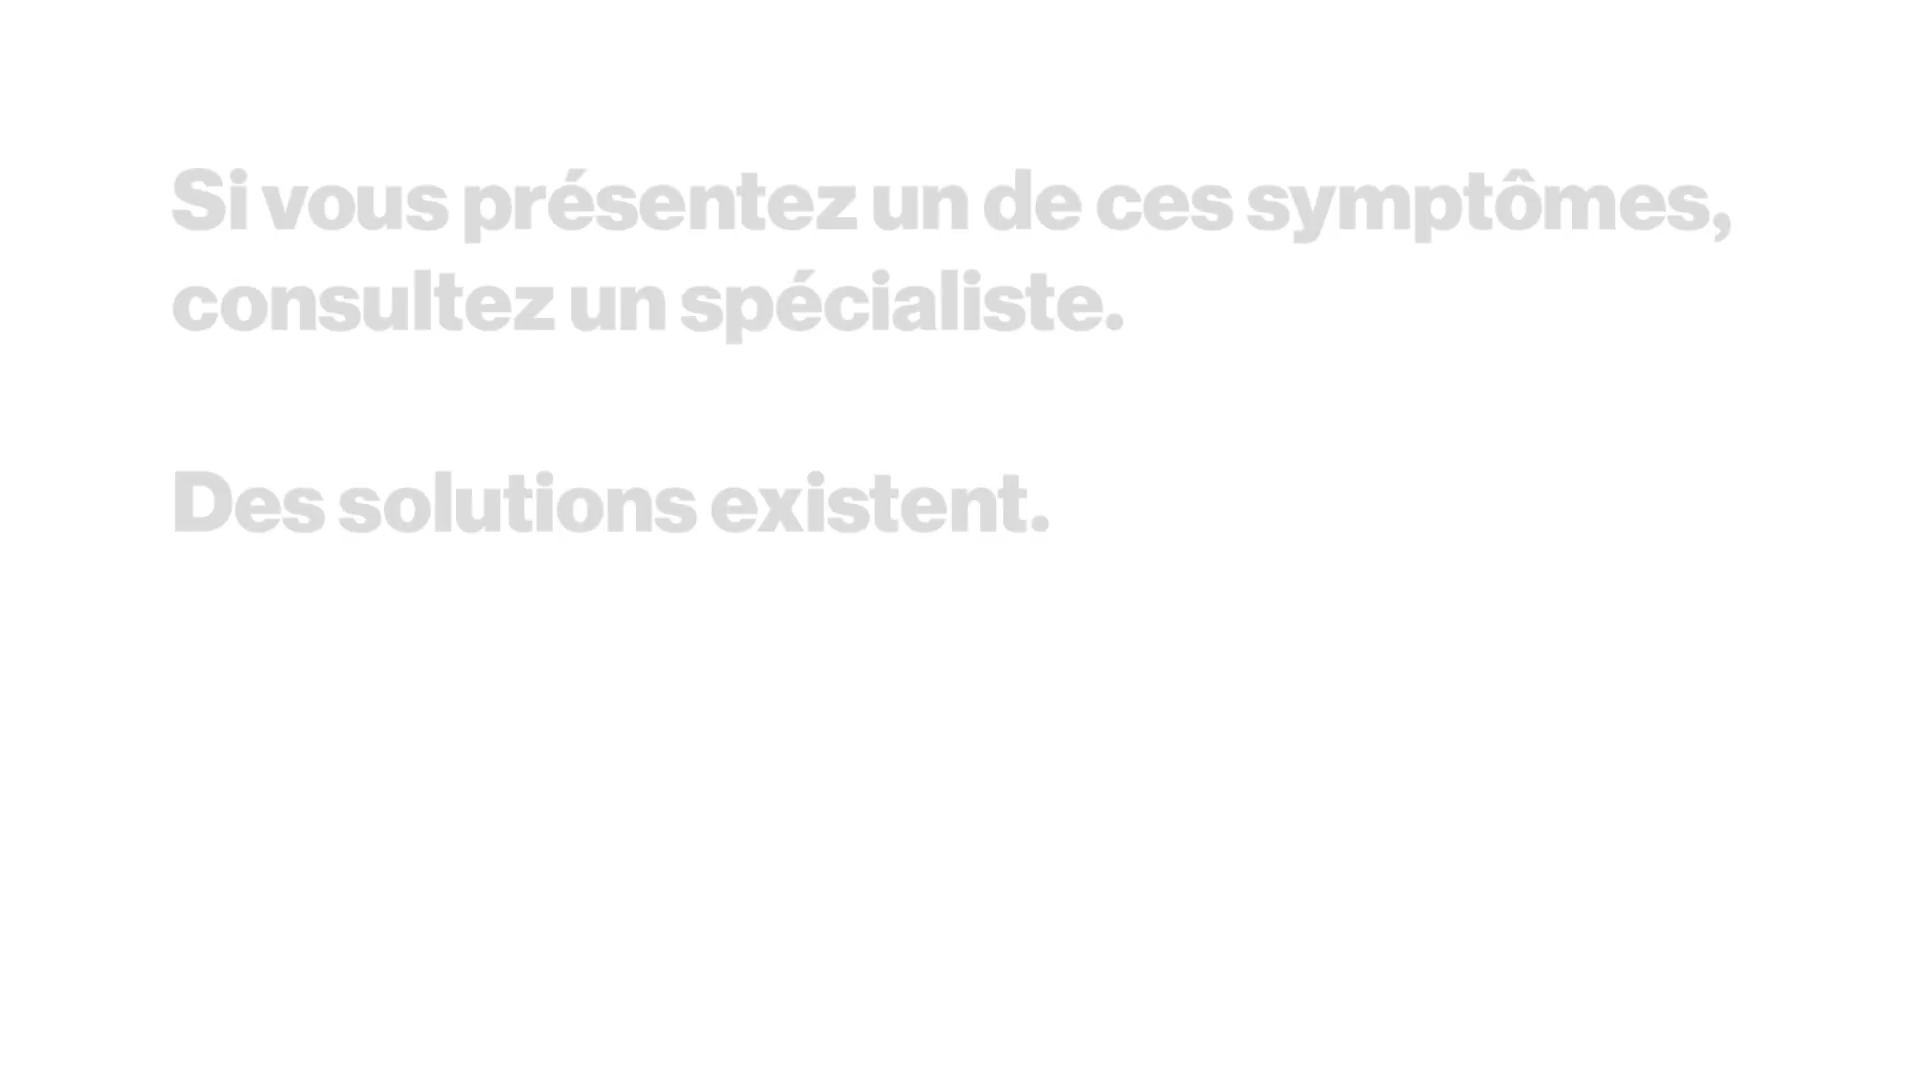 Si vous présentez un de ces symptômes,
consultez un spécialiste.
Des solutions existent.